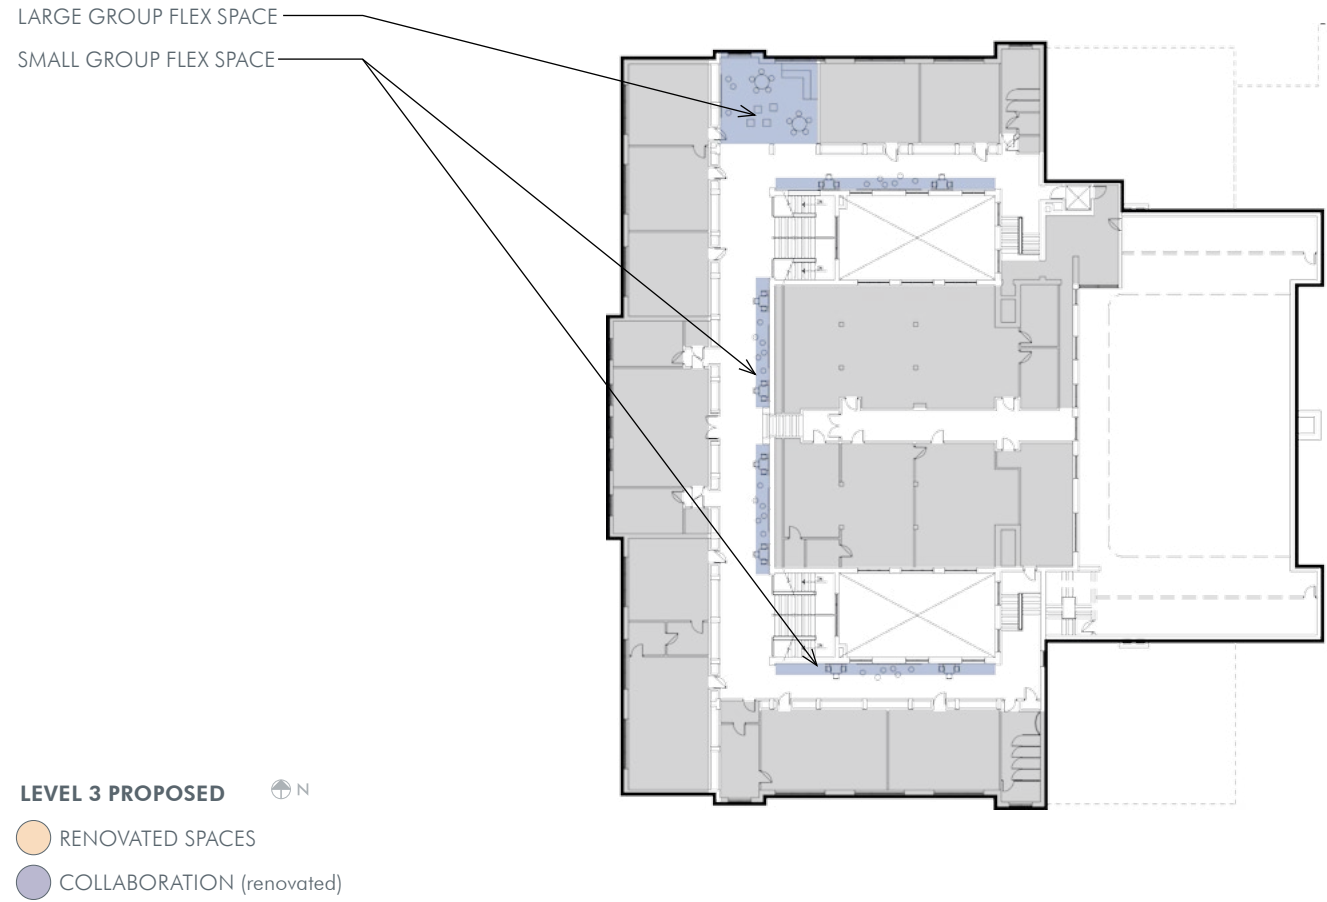 LARGE GROUP FLEX SPACE
SMALL GROUP FLEX SPACE
LEVEL 3 PROPOSED
N
RENOVATED SPACES
COLLABORATION (renovated)